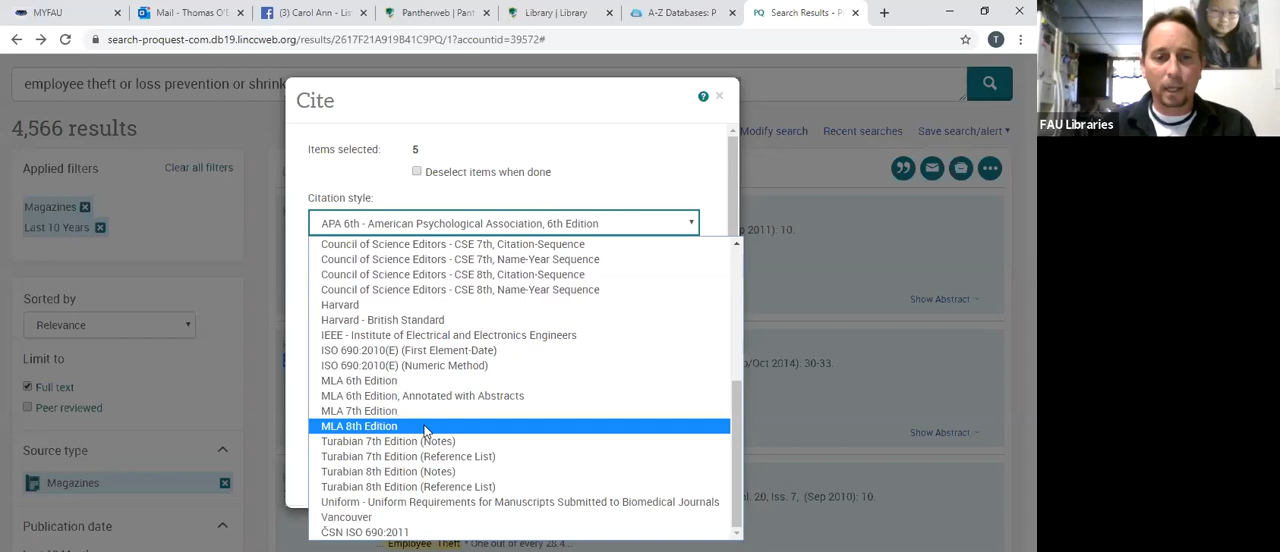 MYFAU
Mail - Thomas O'E
(3) Carol Ann - Lis
Pantherweb | Pant
Library | Library
A-Z Databases: P
PQ Search Results - P
search-proquest-com.db19.linccweb.org/results/2617F21A919B41C9PQ/1?accountid=39572#
T
employee theft or loss prevention or shrink
4,566 results
Modify search Recent searches Save search/alert
Cite
Items selected: 5
Deselect items when done
Citation style:
APA 6th - American Psychological Association, 6th Edition
Council of Science Editors - CSE 7th, Citation-Sequence
Council of Science Editors - CSE 7th, Name-Year Sequence
Council of Science Editors - CSE 8th, Citation-Sequence
Council of Science Editors - CSE 8th, Name-Year Sequence
Harvard
Harvard - British Standard
IEEE - Institute of Electrical and Electronics Engineers
ISO 690:2010(E) (First Element-Date)
ISO 690:2010(E) (Numeric Method)
MLA 6th Edition
MLA 6th Edition, Annotated with Abstracts
MLA 7th Edition
MLA 8th Edition
Turabian 7th Edition (Notes)
Turabian 7th Edition (Reference List)
Turabian 8th Edition (Notes)
Turabian 8th Edition (Reference List)
Uniform - Uniform Requirements for Manuscripts Submitted to Biomedical Journals
Vancouver
ČSN ISO 690:2011
Applied filters
Clear all filters
Magazines
Last 10 Years
Sorted by
Relevance
Limit to
Full text
Peer reviewed
Source type
Magazines
Publication date
2011): 10.
Show Abstract
/Oct 2014): 30-33.
Show Abstract
ol. 20, Iss. 7, (Sep 2010): 10.
Employee Theft * One out of every 28.4...
FAU Libraries